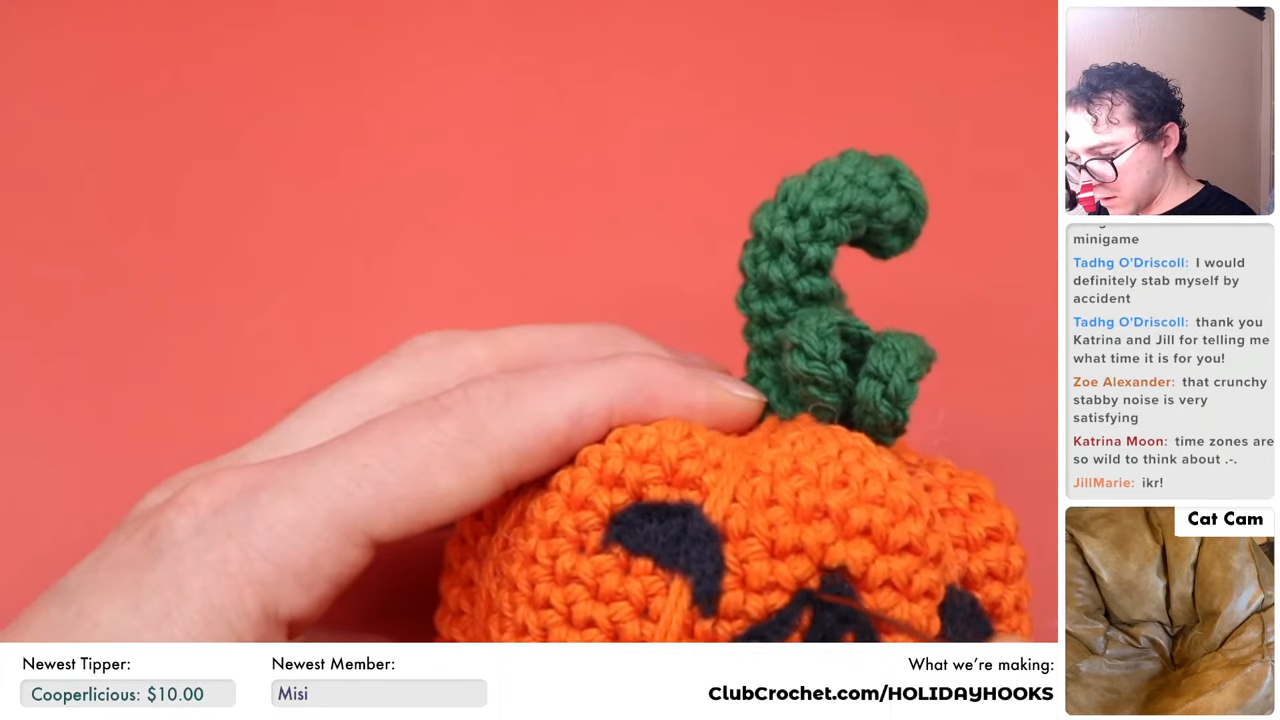 minigame
Tadhg O'Driscoll: I would
definitely stab myself by
accident
Tadhg O'Driscoll: thank you
Katrina and Jill for telling me
what time it is for you!
Zoe Alexander: that crunchy
stabby noise is very
satisfying
Katrina Moon: time zones are
so wild to think about .-.
JillMarie: ikr!
Cat Cam
Newest Tipper:
Cooperlicious: $10.00
Newest Member:
Misi
What we're making:
ClubCrochet.com/HOLIDAYHOOKS